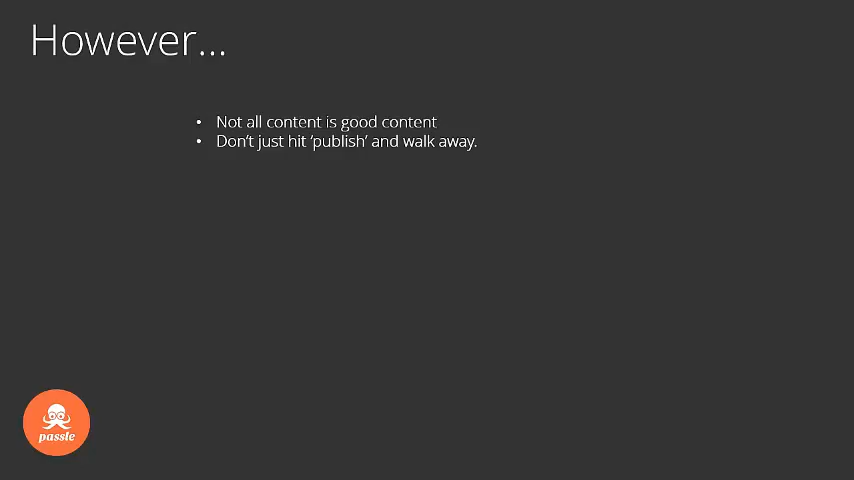 However...
• Not all content is good content
• Don't just hit 'publish' and walk away.
passle